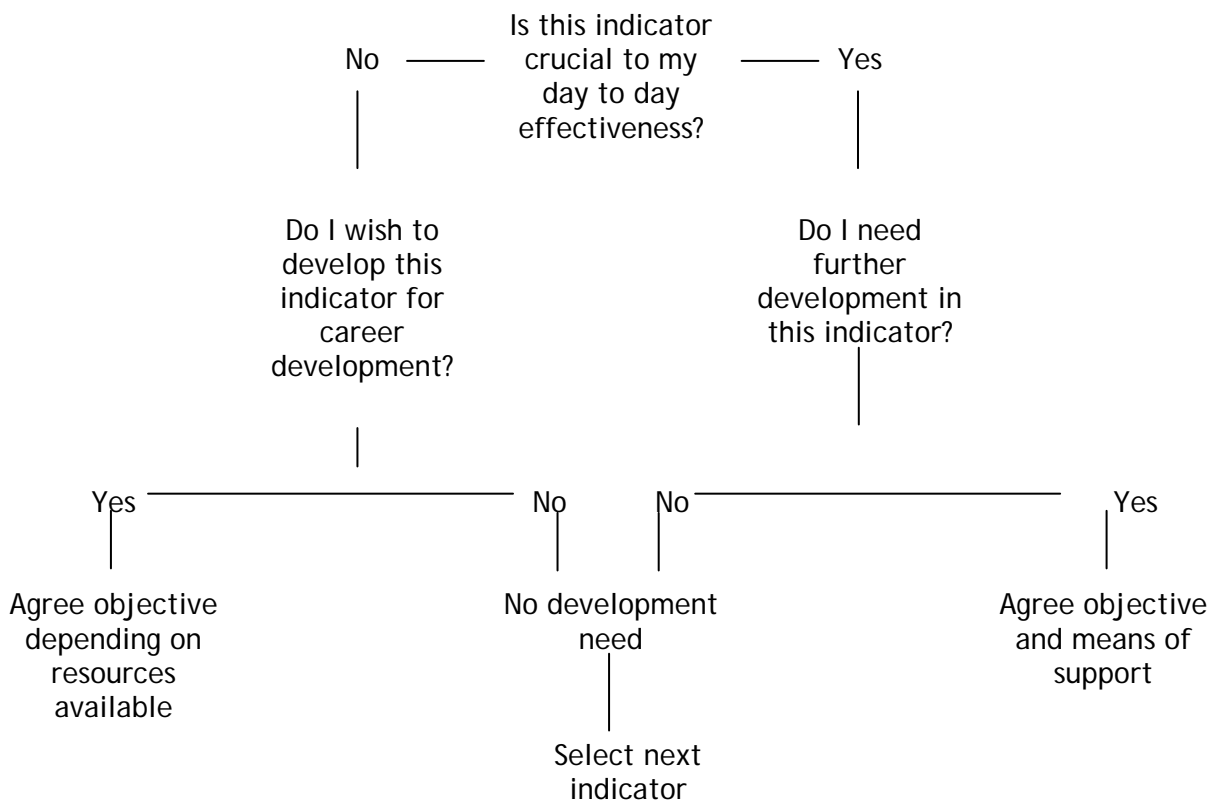 Is this indicator
crucial to my
day to day
effectiveness?
No
Yes
Do I wish to
develop this
indicator for
career
development?
Do I need
further
development in
this indicator?
Yes
No
No
Yes
Agree objective
depending on
resources
available
No development
need
Agree objective
and means of
support
Select next
indicator